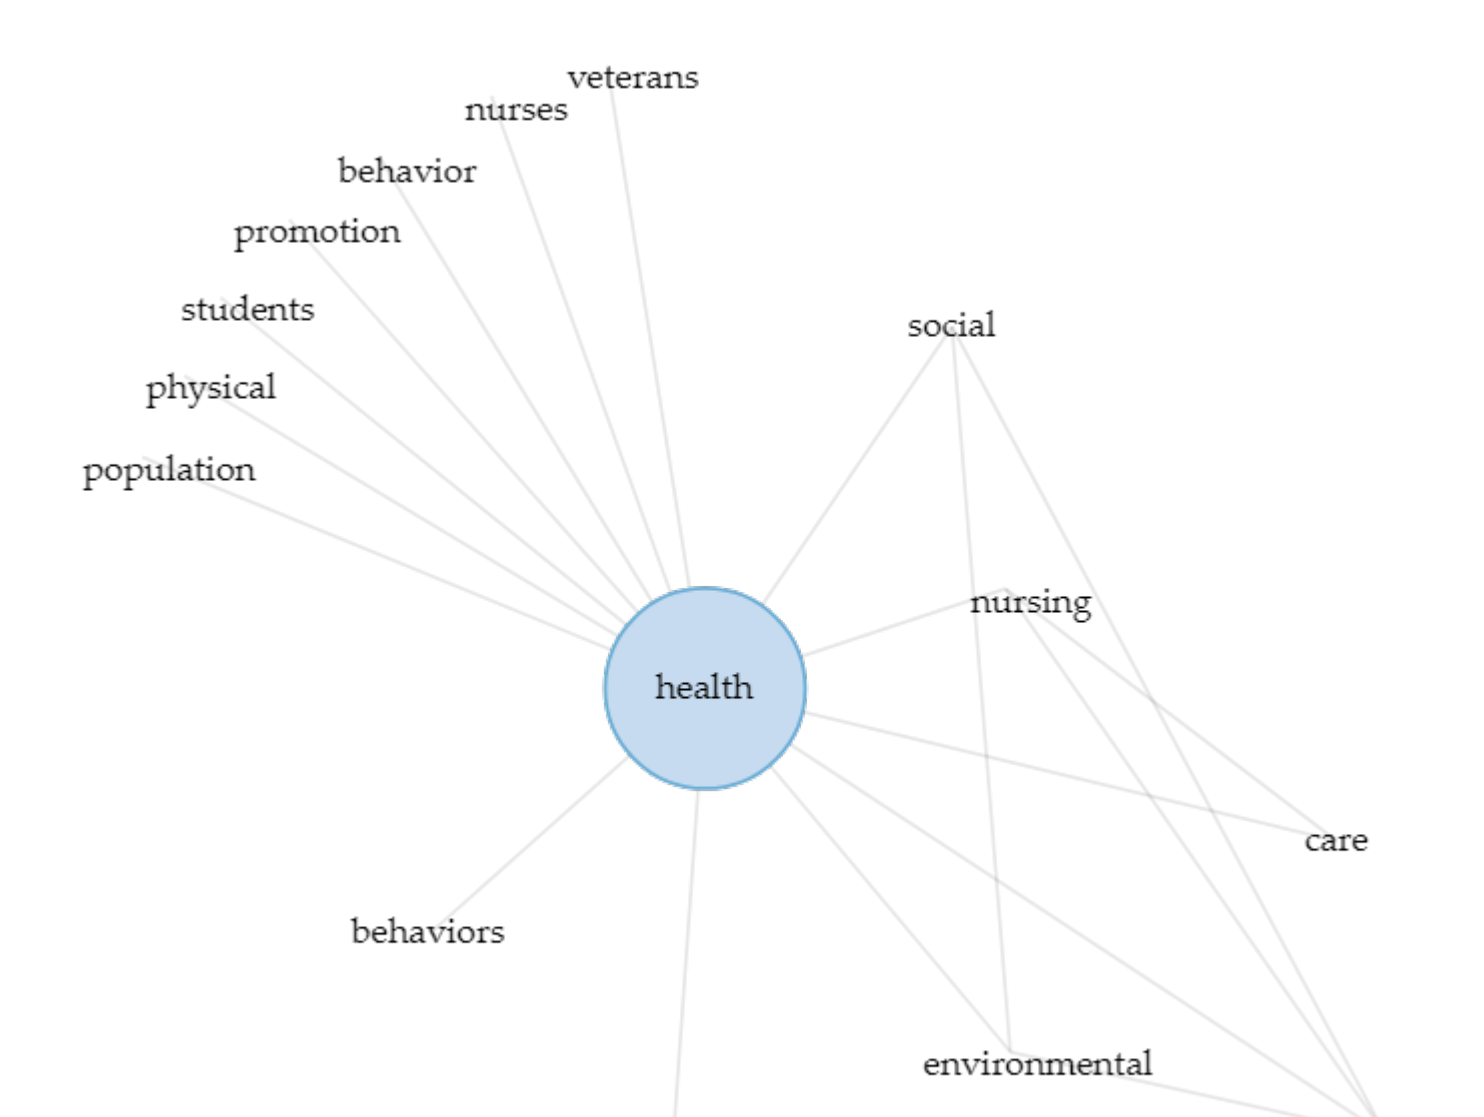 veterans
nurses
behavior
promotion
students
social
physical
population
nursing
health
care
behaviors
environmental